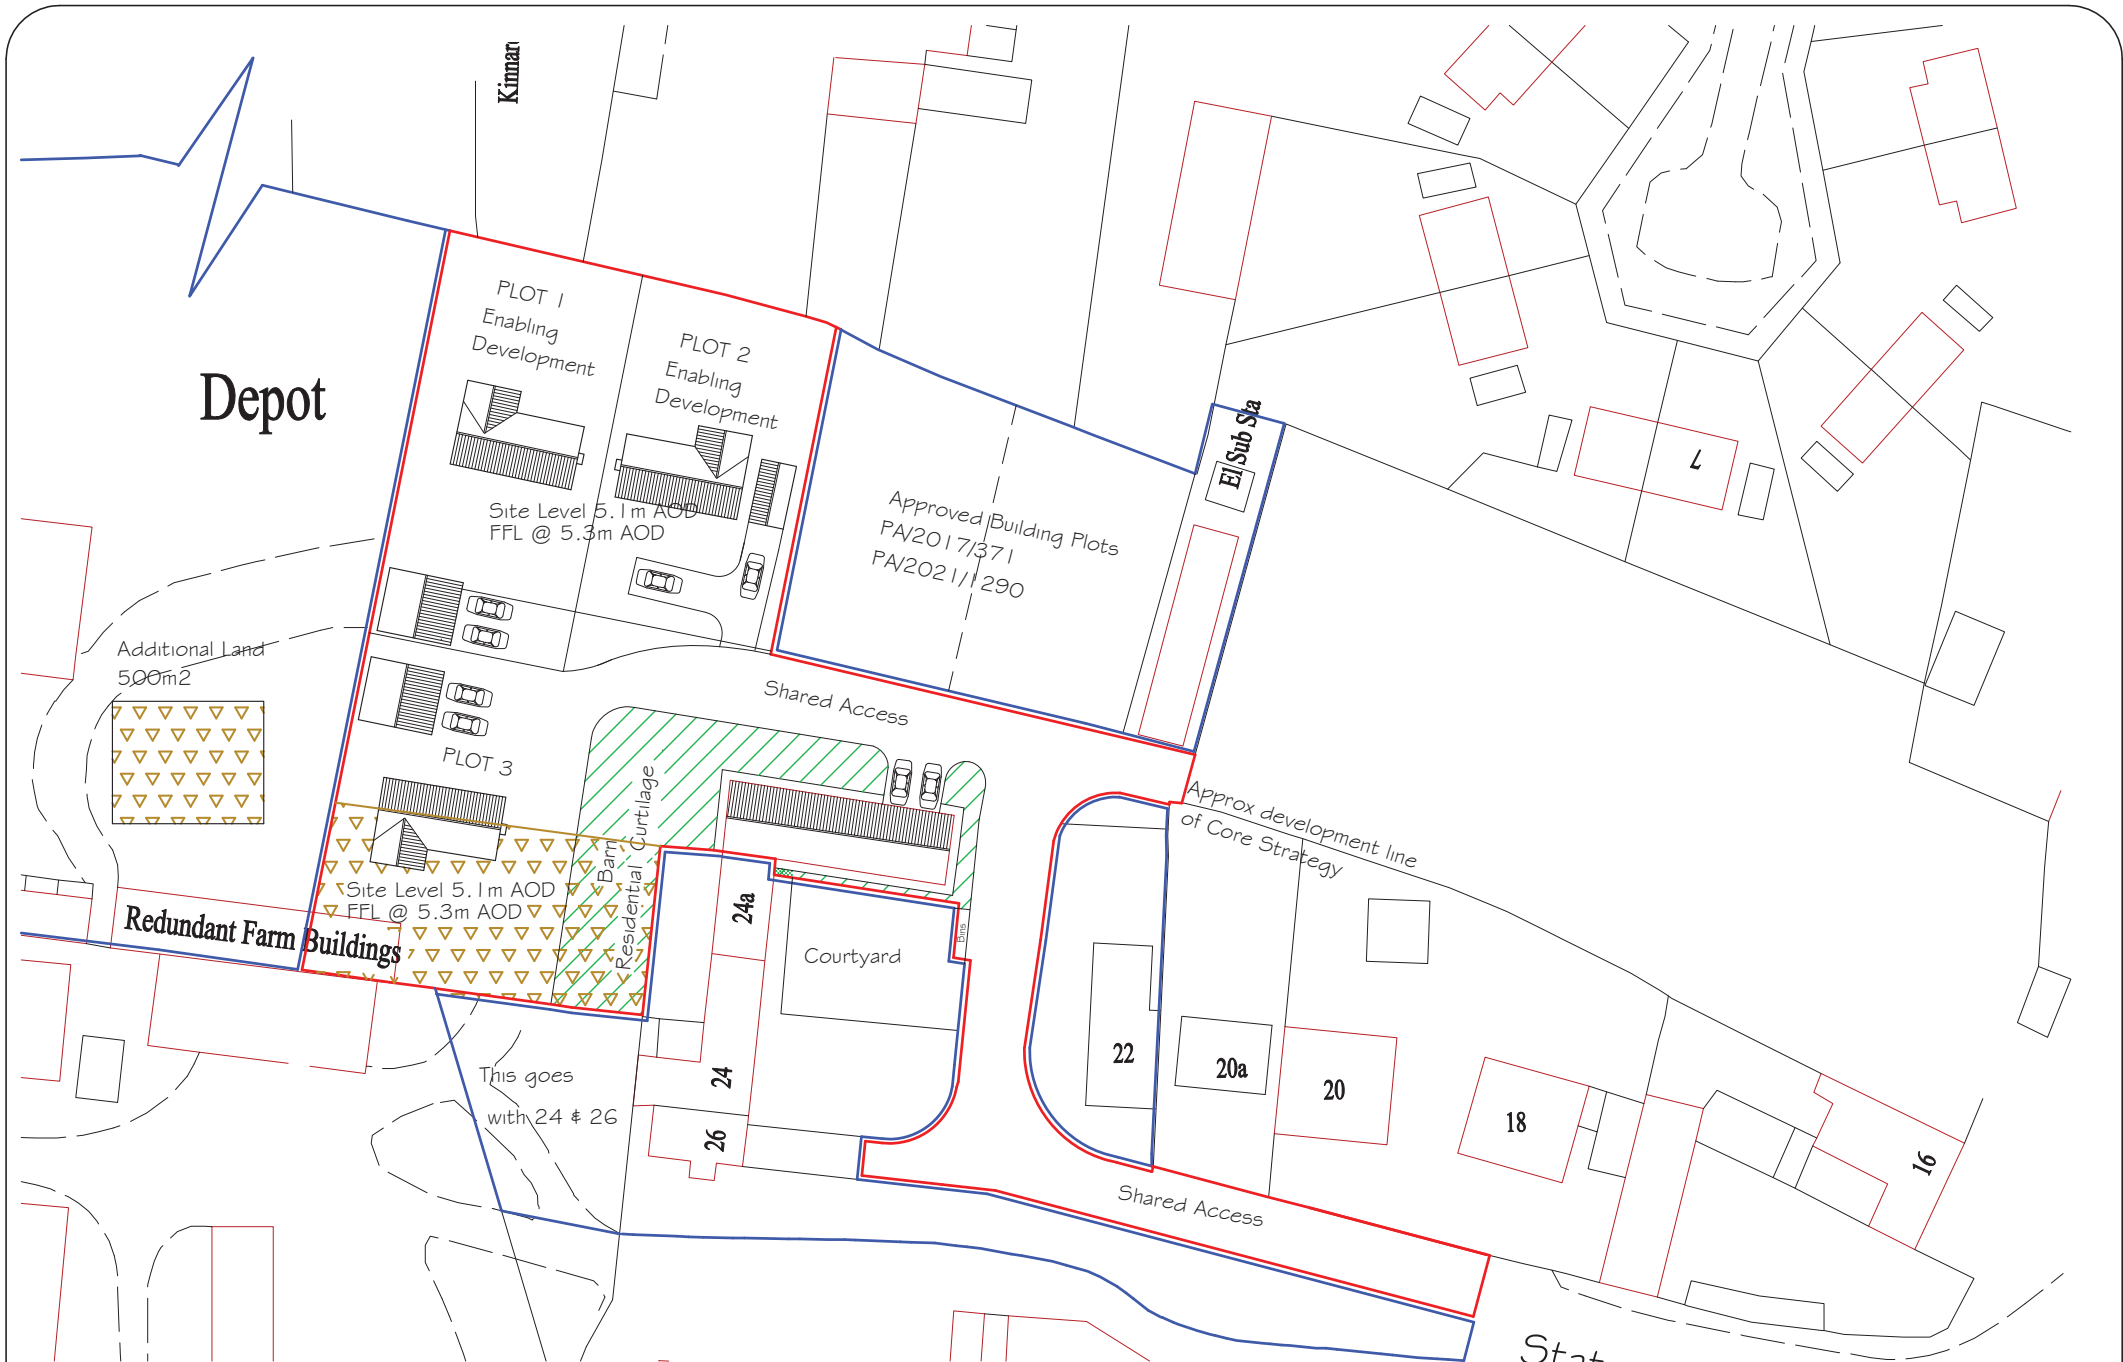 Kinnar
PLOT 1
Enabling
Development
PLOT 2
Enabling
Development
Depot
El Sub Sta
7
Site Level 5.1m AOD
FFL @ 5.3m AOD
Approved Building Plots
PA/2017/371
PA/2021/1290
Additional Land
500m2
Shared Access
PLOT 3
Barn
Residential Curtilage
Approx development line
of Core Strategy
Site Level 5.1m AOD
FFL @ 5.3m AOD
Redundant Farm Buildings
24a
Courtyard
Bins
22
20a
20
18
16
24
26
This goes
with 24 & 26
Shared Access
Stat